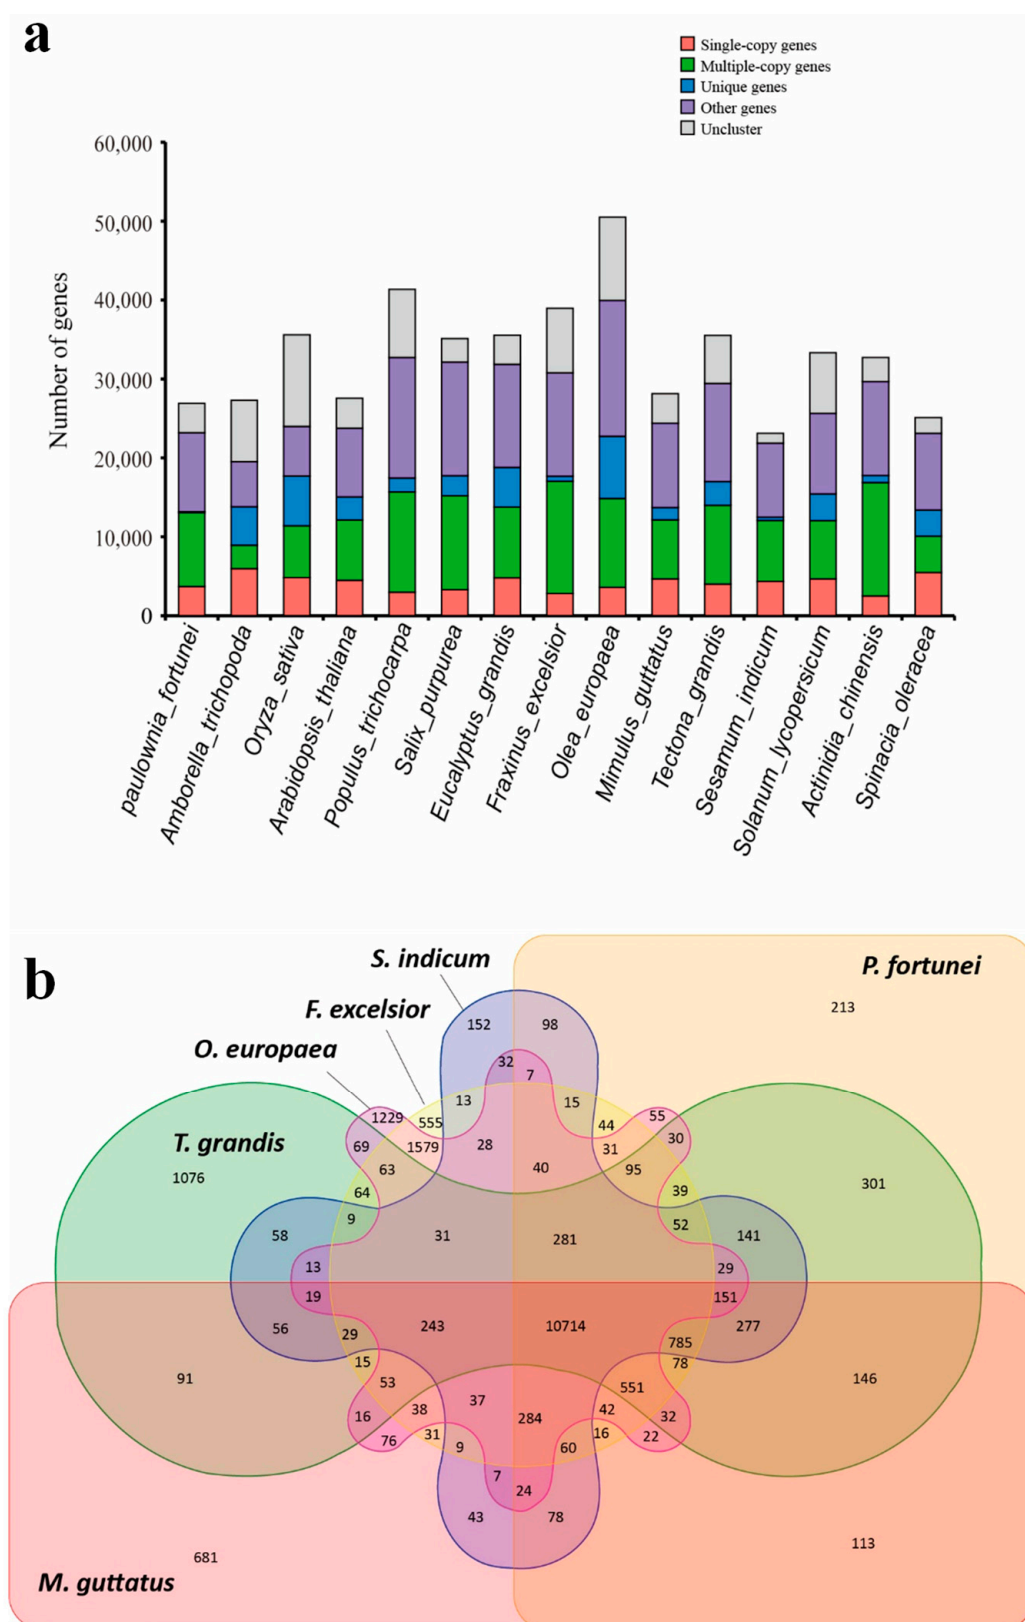 a
Single-copy genes
Multiple-copy genes
Unique genes
Other genes
Uncluster
Number of genes
60,000
50,000
40,000
30,000
20,000
10,000
0
paulownia_fortunei
Amborella_trichopoda
Oryza_sativa
Arabidopsis_thaliana
Populus_trichocarpa
Salix_purpurea
Eucalyptus_grandis
Fraxinus_excelsior
Olea_europaea
Mimulus_guttatus
Tectona_grandis
Sesamum_indicum
Solanum_lycopersicum
Actinidia_chinensis
Spinacia_oleracea
b
S. indicum
P. fortunei
F. excelsior
O. europaea
T. grandis
M. guttatus
213
152
98
32
7
13
15
1229
555
44
55
69
1579
28
31
30
63
40
95
1076
64
39
301
9
52
58
31
281
141
13
29
19
151
56
29
243
10714
785
277
15
78
91
53
37
551
146
16
38
284
42
32
76
31
9
60
16
22
7
24
43
78
681
113